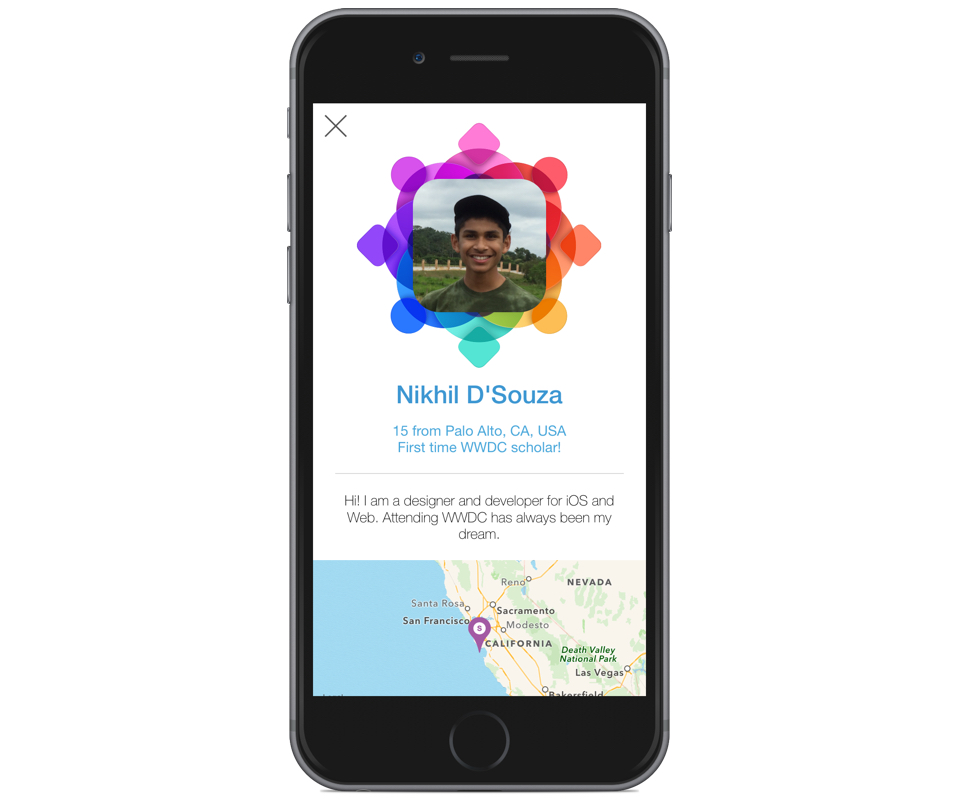 Nikhil D'Souza
15 from Palo Alto, CA, USA
First time WWDC scholar!
Hi! I am a designer and developer for iOS and
Web. Attending WWDC has always been my
dream.
Reno
NEVADA
Santa Rosa
Sacramento
San Francisco
S
Modesto
CALIFORNIA
Death Valley
National Park
Las Vegas
Bakersfield